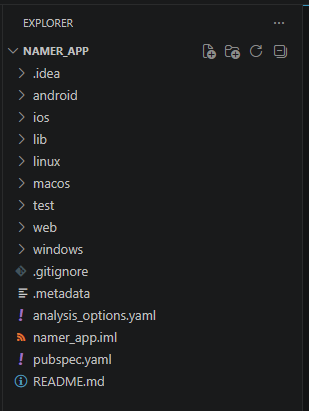 EXPLORER
NAMER_APP
.idea
android
ios
lib
linux
macos
test
web
windows
.gitignore
.metadata
analysis_options.yaml
namer_app.iml
pubspec.yaml
README.md